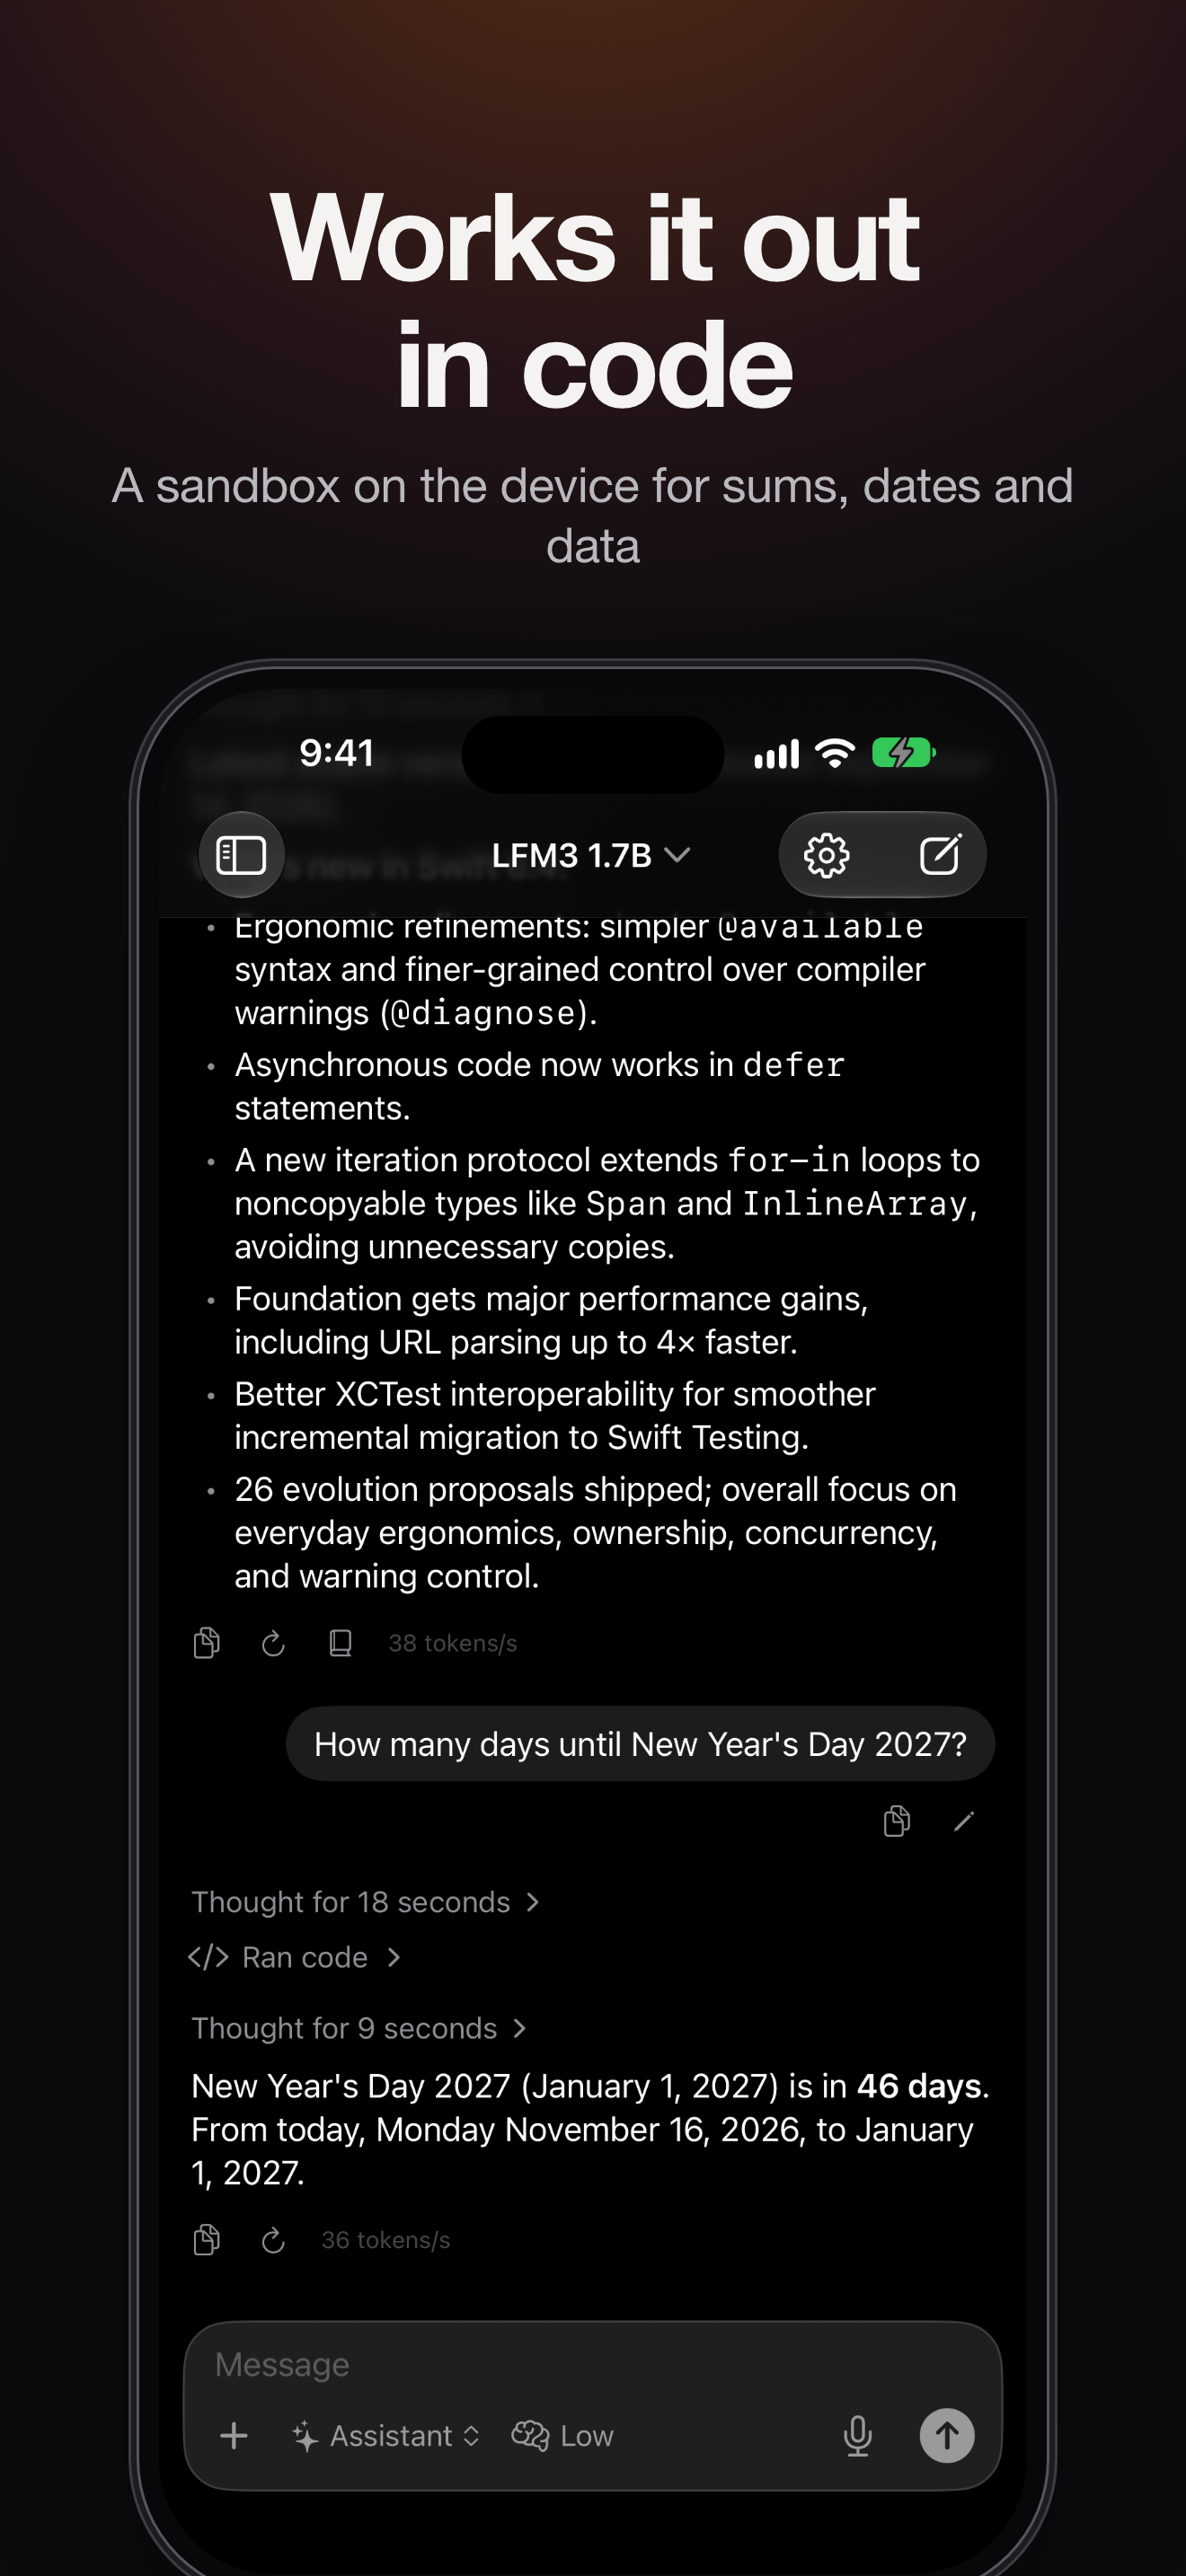 Works it out
in code
A sandbox on the device for sums, dates and
data
9:41
LFM3 1.7B
new in Swift
• Ergonomic refinements: simpler @available
syntax and finer-grained control over compiler
warnings (@diagnose).
• Asynchronous code now works in defer
statements.
• A new iteration protocol extends for-in loops to
noncopyable types like Span and InlineArray,
avoiding unnecessary copies.
• Foundation gets major performance gains,
including URL parsing up to 4× faster.
• Better XCTest interoperability for smoother
incremental migration to Swift Testing.
• 26 evolution proposals shipped; overall focus on
everyday ergonomics, ownership, concurrency,
and warning control.
38 tokens/s
How many days until New Year's Day 2027?
Thought for 18 seconds
</> Ran code
Thought for 9 seconds
New Year's Day 2027 (January 1, 2027) is in 46 days.
From today, Monday November 16, 2026, to January
1, 2027.
36 tokens/s
Message
Assistant
Low